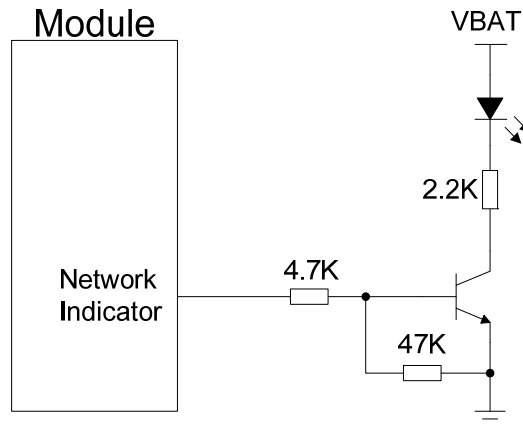 Module
VBAT
2.2K
4.7K
Network
Indicator
47K